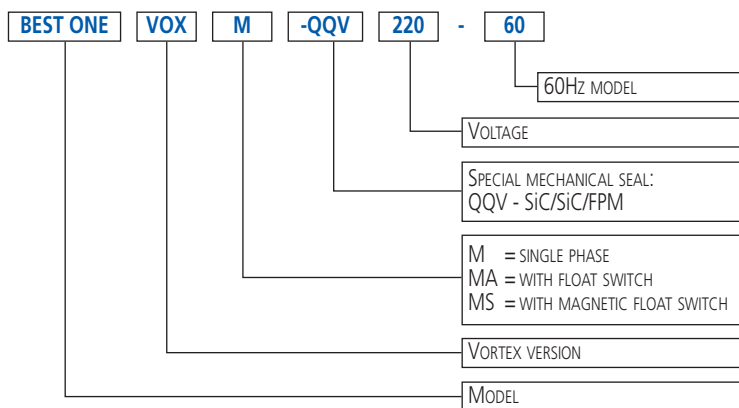 BEST ONE VOX M -QQV 220 - 60
60Hz MODEL
VOLTAGE
SPECIAL MECHANICAL SEAL:
QQV - SiC/SiC/FPM
M = SINGLE PHASE
MA = WITH FLOAT SWITCH
MS = WITH MAGNETIC FLOAT SWITCH
VORTEX VERSION
MODEL